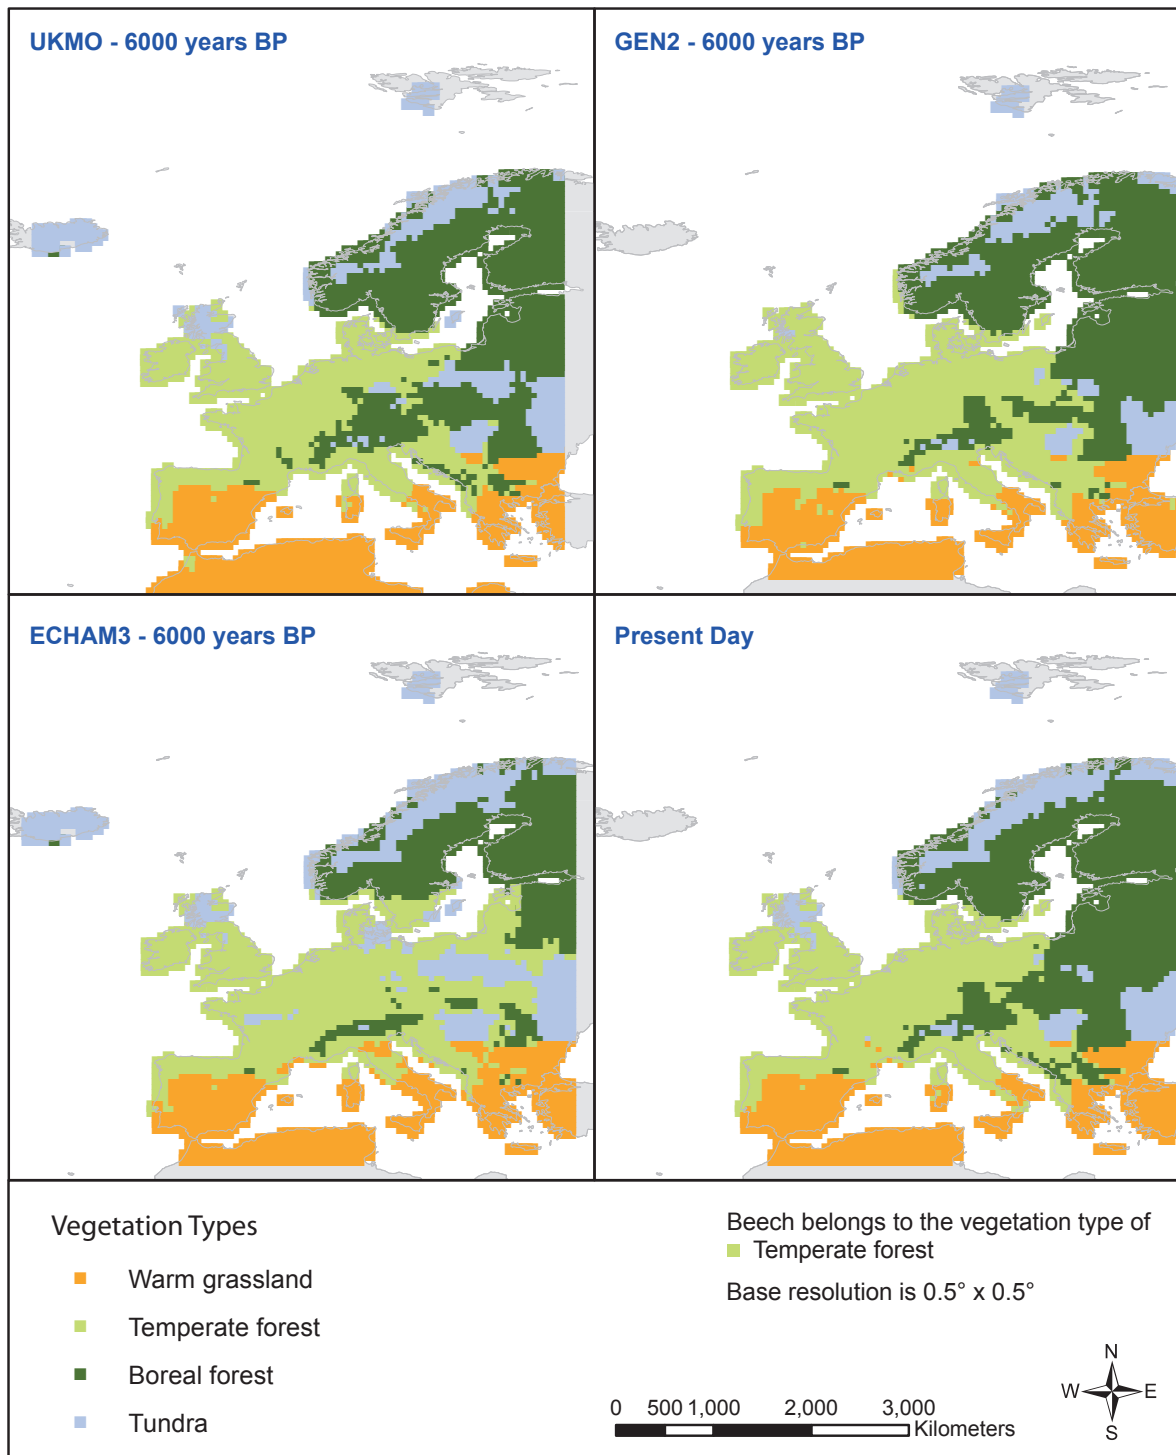 UKMO - 6000 years BP
GEN2 - 6000 years BP
ECHAM3 - 6000 years BP
Present Day
Vegetation Types
Warm grassland
Temperate forest
Boreal forest
Tundra
Beech belongs to the vegetation type of
Temperate forest
Base resolution is 0.5° x 0.5°
N
W E
S
0 500 1,000 2,000 3,000
Kilometers